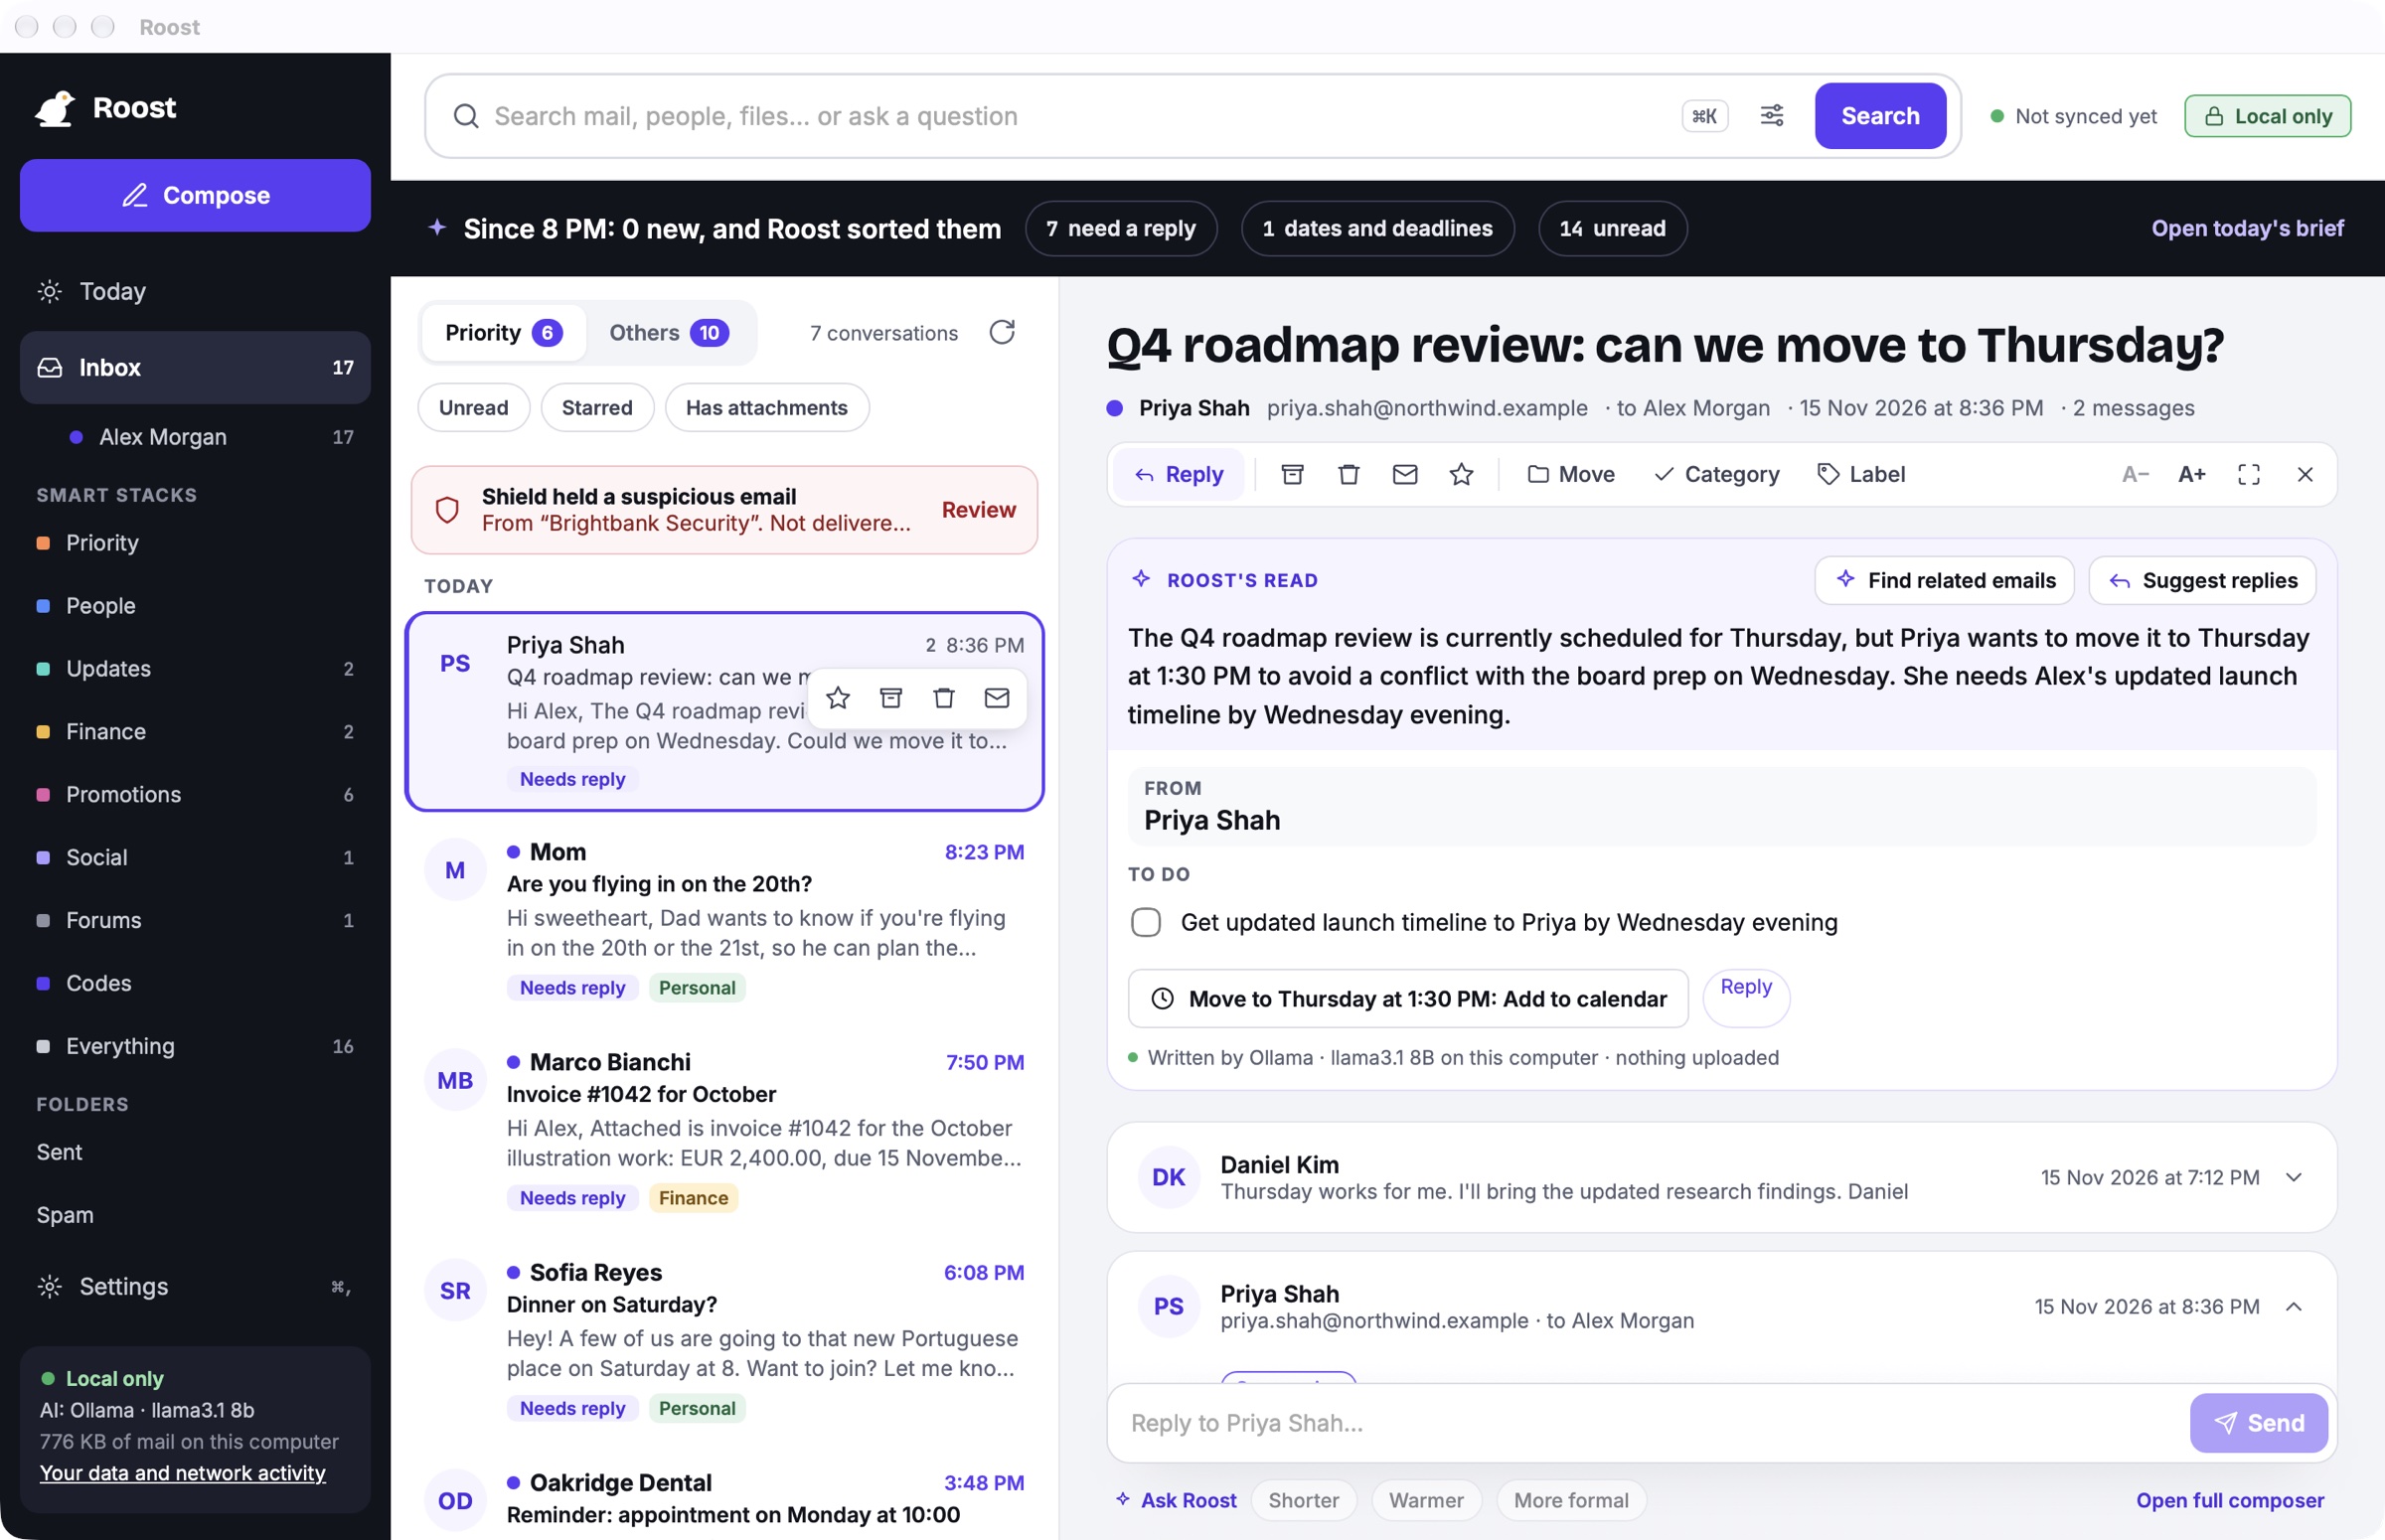 Roost
Roost
Compose
Today
Inbox 17
Alex Morgan 17
SMART STACKS
Priority
People
Updates 2
Finance 2
Promotions 6
Social 1
Forums 1
Codes
Everything 16
FOLDERS
Sent
Spam
Settings ⌘,
Local only
AI: Ollama · llama3.1 8b
776 KB of mail on this computer
Your data and network activity
Search mail, people, files... or ask a question ⌘K Search
Not synced yet
Local only
Since 8 PM: 0 new, and Roost sorted them 7 need a reply 1 dates and deadlines 14 unread Open today's brief
Priority 6 Others 10 7 conversations
Unread Starred Has attachments
Shield held a suspicious email
From “Brightbank Security”. Not delivere... Review
TODAY
PS Priya Shah 2 8:36 PM
Q4 roadmap review: can we m
Hi Alex, The Q4 roadmap revi
board prep on Wednesday. Could we move it to...
Needs reply
M Mom 8:23 PM
Are you flying in on the 20th?
Hi sweetheart, Dad wants to know if you're flying
in on the 20th or the 21st, so he can plan the...
Needs reply Personal
MB Marco Bianchi 7:50 PM
Invoice #1042 for October
Hi Alex, Attached is invoice #1042 for the October
illustration work: EUR 2,400.00, due 15 Novembe...
Needs reply Finance
SR Sofia Reyes 6:08 PM
Dinner on Saturday?
Hey! A few of us are going to that new Portuguese
place on Saturday at 8. Want to join? Let me kno...
Needs reply Personal
OD Oakridge Dental 3:48 PM
Reminder: appointment on Monday at 10:00
Q4 roadmap review: can we move to Thursday?
Priya Shah priya.shah@northwind.example · to Alex Morgan · 15 Nov 2026 at 8:36 PM · 2 messages
Reply Move Category Label A− A+
ROOST'S READ Find related emails Suggest replies
The Q4 roadmap review is currently scheduled for Thursday, but Priya wants to move it to Thursday
at 1:30 PM to avoid a conflict with the board prep on Wednesday. She needs Alex's updated launch
timeline by Wednesday evening.
FROM
Priya Shah
TO DO
Get updated launch timeline to Priya by Wednesday evening
Move to Thursday at 1:30 PM: Add to calendar Reply
Written by Ollama · llama3.1 8B on this computer · nothing uploaded
DK Daniel Kim 15 Nov 2026 at 7:12 PM
Thursday works for me. I'll bring the updated research findings. Daniel
PS Priya Shah 15 Nov 2026 at 8:36 PM
priya.shah@northwind.example · to Alex Morgan
Reply to Priya Shah... Send
Ask Roost Shorter Warmer More formal Open full composer